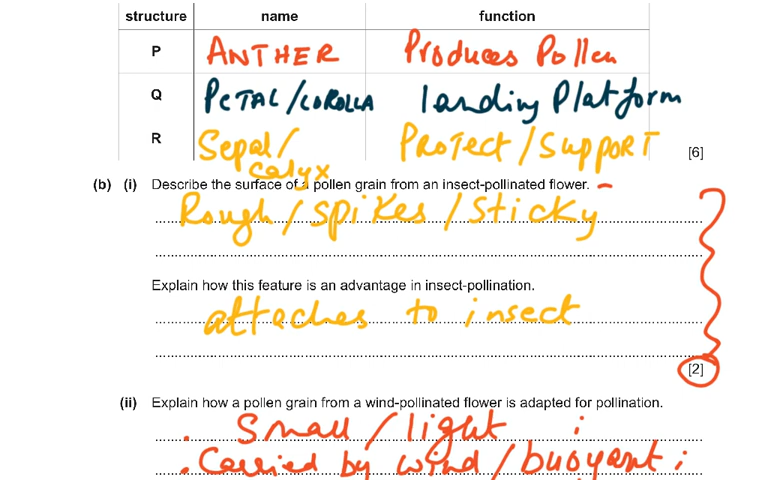 structure name function
P ANTHER Produces Pollen
Q PETAL/COROLLA landing Platform
R Sepal/ calyx PROTECT/SUPPORT [6]
(b) (i) Describe the surface of a pollen grain from an insect-pollinated flower.
Rough/spikes/sticky
Explain how this feature is an advantage in insect-pollination.
attaches to insect
[2]
(ii) Explain how a pollen grain from a wind-pollinated flower is adapted for pollination.
. Small/light ;
. Carried by wind/buoyant ;